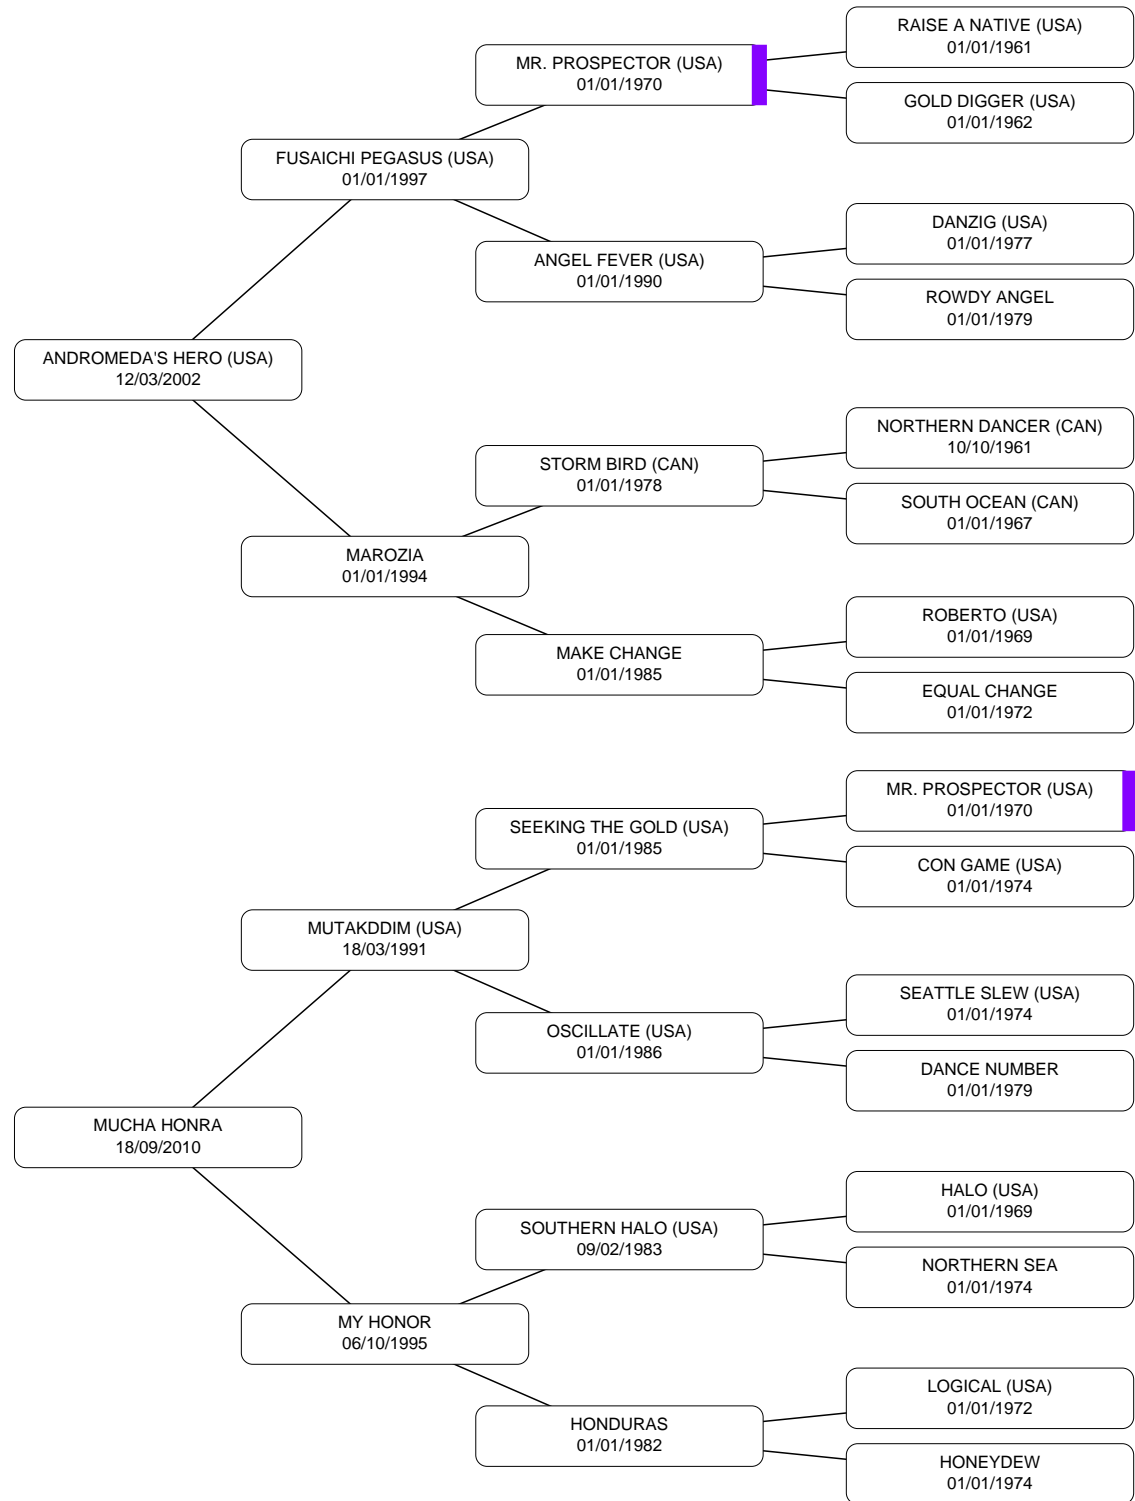 RAISE A NATIVE (USA)
01/01/1961
MR. PROSPECTOR (USA)
01/01/1970
GOLD DIGGER (USA)
01/01/1962
FUSAICHI PEGASUS (USA)
01/01/1997
DANZIG (USA)
01/01/1977
ANGEL FEVER (USA)
01/01/1990
ROWDY ANGEL
01/01/1979
ANDROMEDA'S HERO (USA)
12/03/2002
NORTHERN DANCER (CAN)
10/10/1961
STORM BIRD (CAN)
01/01/1978
SOUTH OCEAN (CAN)
01/01/1967
MAROZIA
01/01/1994
ROBERTO (USA)
01/01/1969
MAKE CHANGE
01/01/1985
EQUAL CHANGE
01/01/1972
MR. PROSPECTOR (USA)
01/01/1970
SEEKING THE GOLD (USA)
01/01/1985
CON GAME (USA)
01/01/1974
MUTAKDDIM (USA)
18/03/1991
SEATTLE SLEW (USA)
01/01/1974
OSCILLATE (USA)
01/01/1986
DANCE NUMBER
01/01/1979
MUCHA HONRA
18/09/2010
HALO (USA)
01/01/1969
SOUTHERN HALO (USA)
09/02/1983
NORTHERN SEA
01/01/1974
MY HONOR
06/10/1995
LOGICAL (USA)
01/01/1972
HONDURAS
01/01/1982
HONEYDEW
01/01/1974